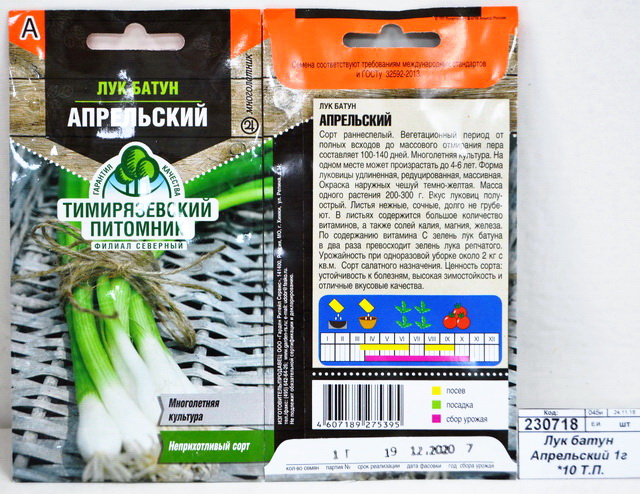 А
ЛУК БАТУН
АПРЕЛЬСКИЙ
многолетник
ГАРАНТИЯ КАЧЕСТВА
ТИМИРЯЗЕВСКИЙ
ПИТОМНИК
ФИЛИАЛ СЕВЕРНЫЙ
Многолетняя
культура
Неприхотливый сорт
Семена соответствуют требованиям международных стандартов
и ГОСТу 32592-2013
ЛУК БАТУН
АПРЕЛЬСКИЙ
Сорт раннеспелый. Вегетационный период от
полных всходов до массового отмирания пера
составляет 100-140 дней. Многолетняя культура. На
одном месте может произрастать до 4-6 лет. Форма
луковицы удлиненная, редуцированная, массивная.
Окраска наружных чешуй темно-желтая. Масса
одного растения 200-300 г. Вкус луковиц полу-
острый. Листья нежные, сочные, долго не грубе-
ют. В листьях содержится большое количество
витаминов, а также солей калия, магния, железа.
По содержанию витамина С зелень лук батуна в
два раза превосходит зелень лука репчатого.
Урожайность при одноразовой уборке около 2 кг с
кв.м. Сорт салатного назначения. Ценность сорта:
устойчивость к болезням, высокая зимостойкость и
отличные вкусовые качества.
I II III IV V VI VII VIII IX X XI XII
посев
посадка
сбор урожая
4 607189 275395
1 Г 19 12.2020 7
кол-во семян партия № срок реализации дата фасовки год сбора урожая
Код:
24.11.18
230718
шт
Лук батун
Апрельский 1г
*10 Т.П.